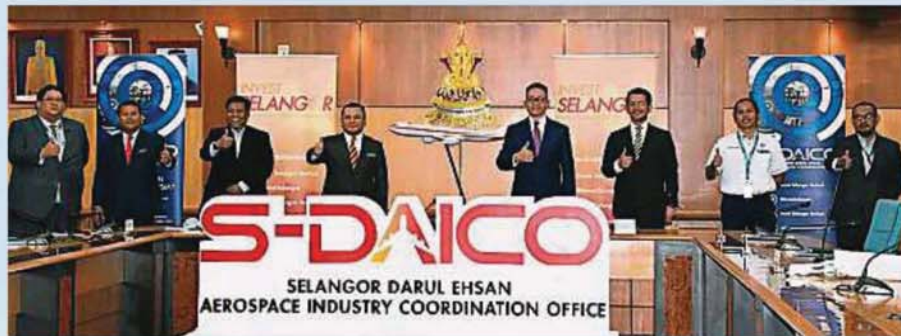 INVEST
SELANGOR
INVEST
SELANGOR
DAICO
S-DAICO
SELANGOR DARUL EHSAN
AEROSPACE INDUSTRY COORDINATION OFFICE